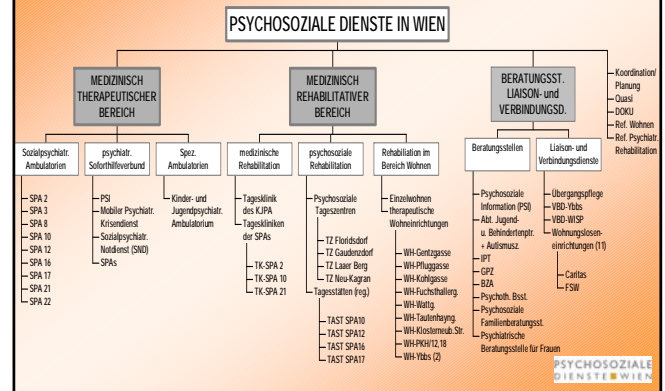 PSYCHOSOZIALE DIENSTE IN WIEN
MEDIZINISCH
THERAPEUTISCHER
BEREICH
MEDIZINISCH
REHABILITATIVER
BEREICH
BERATUNGSST.
LIAISON- und
VERBINDUNGSD.
Koordination/
Planung
Quasi
DOKU
Ref. Wohnen
Ref. Psychiatr.
Rehabilitation
Sozialpsychiatr.
Ambulatorien
SPA 2
SPA 3
SPA 8
SPA 10
SPA 12
SPA 16
SPA 17
SPA 21
SPA 22
psychiatr.
Soforthilfeverbund
PSI
Mobiler Psychiatr.
Krisendienst
Sozialpsychiatr.
Notdienst (SND)
SPAs
Spez.
Ambulatorien
Kinder- und
Jugendpsychiatr.
Ambulatorium
medizinische
Rehabilitation
Tagesklinik
des KJPA
Tageskliniken
der SPAs
TK-SPA 2
TK-SPA 10
TK-SPA 21
psychosoziale
Rehabilitation
Psychosoziale
Tageszentren
TZ Floridsdorf
TZ Gaudenzdorf
TZ Laaer Berg
TZ Neu-Kagran
Tagesstätten (reg.)
TAST SPA10
TAST SPA12
TAST SPA16
TAST SPA17
Rehabiliation im
Bereich Wohnen
Einzelwohnen
therapeutische
Wohneinrichtungen
WH-Gentzgasse
WH-Pfluggasse
WH-Kohlgasse
WH-Fuchsthallerg.
WH-Wattg.
WH-Tautenhayng.
WH-Klosterneub.Str.
WH-PKH/12,18
WH-Ybbs (2)
Beratungsstellen
Psychosoziale
Information (PSI)
Abt. Jugend-
u. Behindertenptr.
+ Autismusz.
IPT
GPZ
BZA
Psychoth. Bsst.
Psychosoziale
Familienberatungsst.
Psychiatrische
Beratungsstelle für Frauen
Liaison- und
Verbindungsdienste
Übergangspflege
VBD-Ybbs
VBD-WISP
Wohnungslosen-
einrichtungen (11)
Caritas
FSW
PSYCHOSOZIALE
DIENSTE WIEN